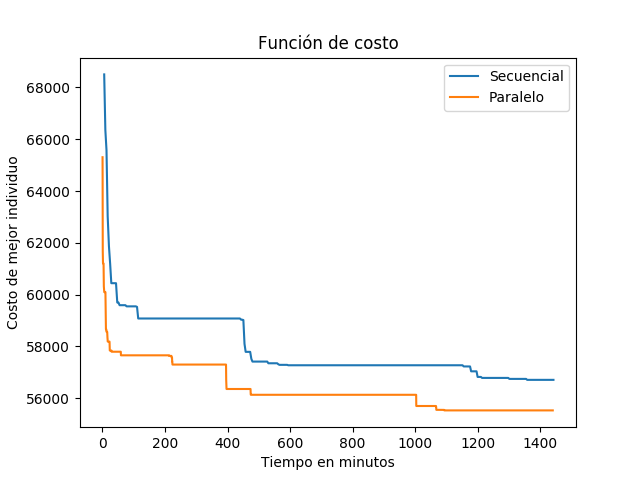 Función de costo
Secuencial
Paralelo
Costo de mejor individuo
68000
66000
64000
62000
60000
58000
56000
0 200 400 600 800 1000 1200 1400
Tiempo en minutos